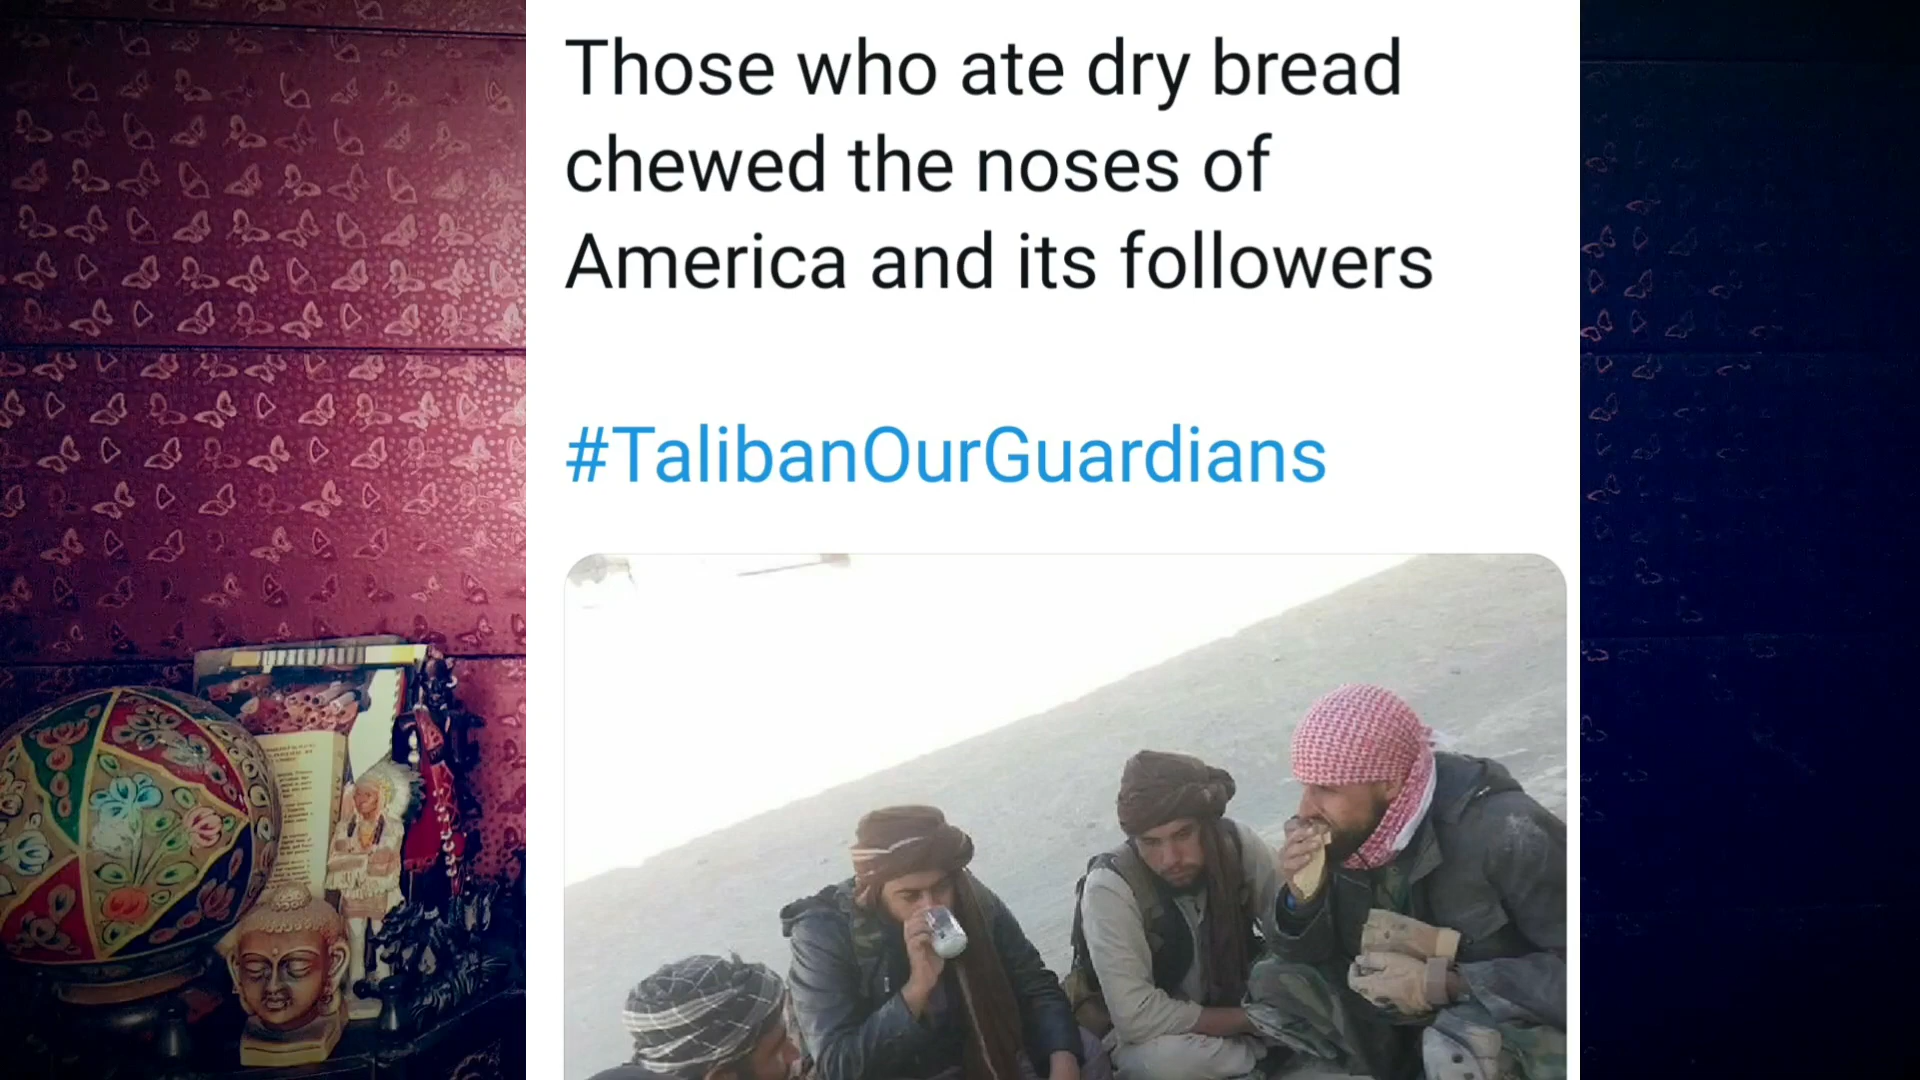 Those who ate dry bread
chewed the noses of
America and its followers
#TalibanOurGuardians